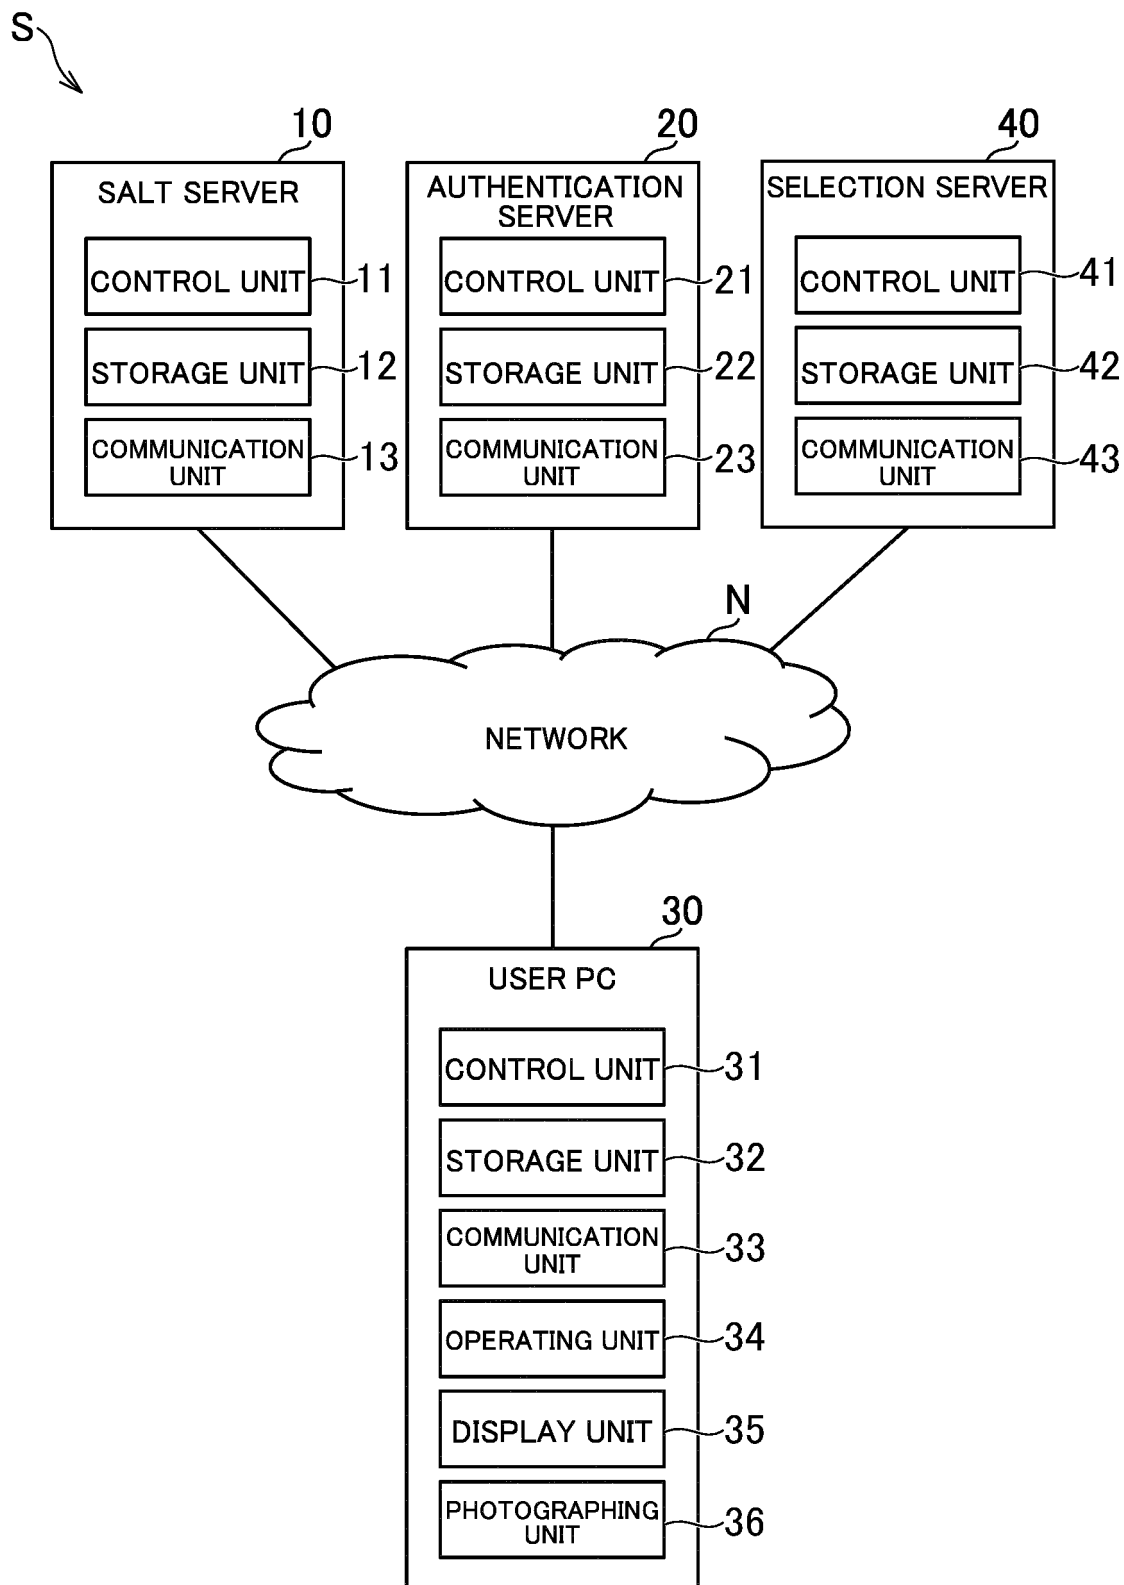 S
10
20
40
SALT SERVER
AUTHENTICATION
SERVER
SELECTION SERVER
CONTROL UNIT
11
CONTROL UNIT
21
CONTROL UNIT
41
STORAGE UNIT
12
STORAGE UNIT
22
STORAGE UNIT
42
COMMUNICATION
UNIT
13
COMMUNICATION
UNIT
23
COMMUNICATION
UNIT
43
N
NETWORK
30
USER PC
CONTROL UNIT
31
STORAGE UNIT
32
COMMUNICATION
UNIT
33
OPERATING UNIT
34
DISPLAY UNIT
35
PHOTOGRAPHING
UNIT
36